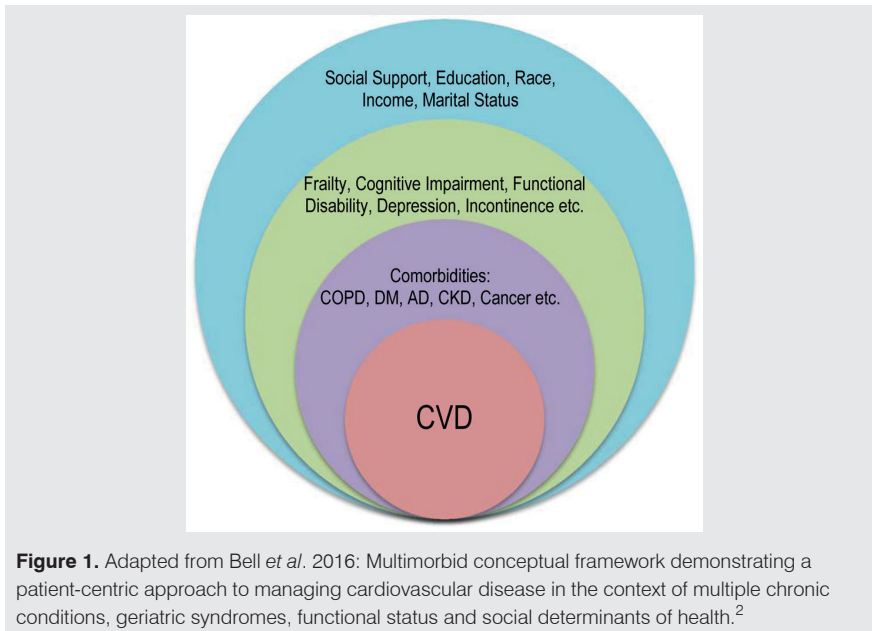 Social Support, Education, Race,
Income, Marital Status
Frailty, Cognitive Impairment, Functional
Disability, Depression, Incontinence etc.
Comorbidities:
COPD, DM, AD, CKD, Cancer etc.
CVD
Figure 1. Adapted from Bell et al. 2016: Multimorbid conceptual framework demonstrating a
patient-centric approach to managing cardiovascular disease in the context of multiple chronic
conditions, geriatric syndromes, functional status and social determinants of health.2